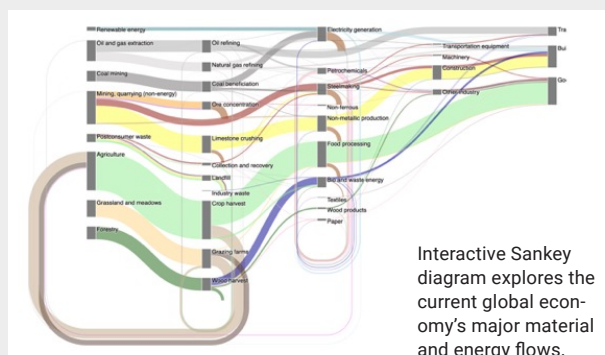 Renewable energy
Oil and gas extraction
Coal mining
Mining, quarrying (non-energy)
Postconsumer waste
Agriculture
Grassland and meadows
Forestry
Oil refining
Natural gas refining
Coal beneficiation
Ore concentration
Limestone crushing
Collection and recovery
Landfill
Industry waste
Crop harvest
Grazing farms
Wood harvest
Electricity generation
Petrochemicals
Steelmaking
Non-ferrous
Non-metallic production
Food processing
Bio and waste energy
Textiles
Wood products
Paper
Transportation equipment
Machinery
Construction
Other industry
Tra
Bui
Go
Interactive Sankey
diagram explores the
current global econ-
omy's major material
and energy flows.